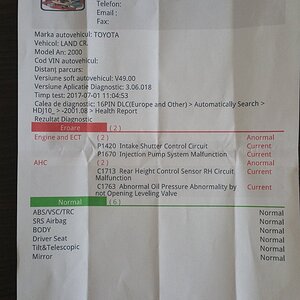 Telefon:
Email :
Fax:
Marka autovehicul: TOYOTA
Vehicol: LAND CR.
Model An: 2000
Cod VIN autovehicul:
Distanț parcurs:
Versiune soft autovehicul: V49.00
Versiune Aplicatie Diagnostic: 3.06.018
Timp test: 2017-07-01 11:04:53
Calea de diagnostic: 16PIN DLC(Europe and Other) > Automatically Search >
HDJ10_ > -2001.08 > Health Report
Rezultat Diagnostic
Eroare ( 2 )
Engine and ECT ( 2 ) Anormal
P1420 Intake Shutter Control Circuit Current
P1670 Injection Pump System Malfunction Current
AHC ( 2 ) Anormal
C1713 Rear Height Control Sensor RH Circuit Current
Malfunction
C1763 Abnormal Oil Pressure Abnormality by Current
not Opening Leveling Valve
Normal ( 6 )
ABS/VSC/TRC Normal
SRS Airbag Normal
BODY Normal
Driver Seat Normal
Tilt&Telescopic Normal
Mirror Normal